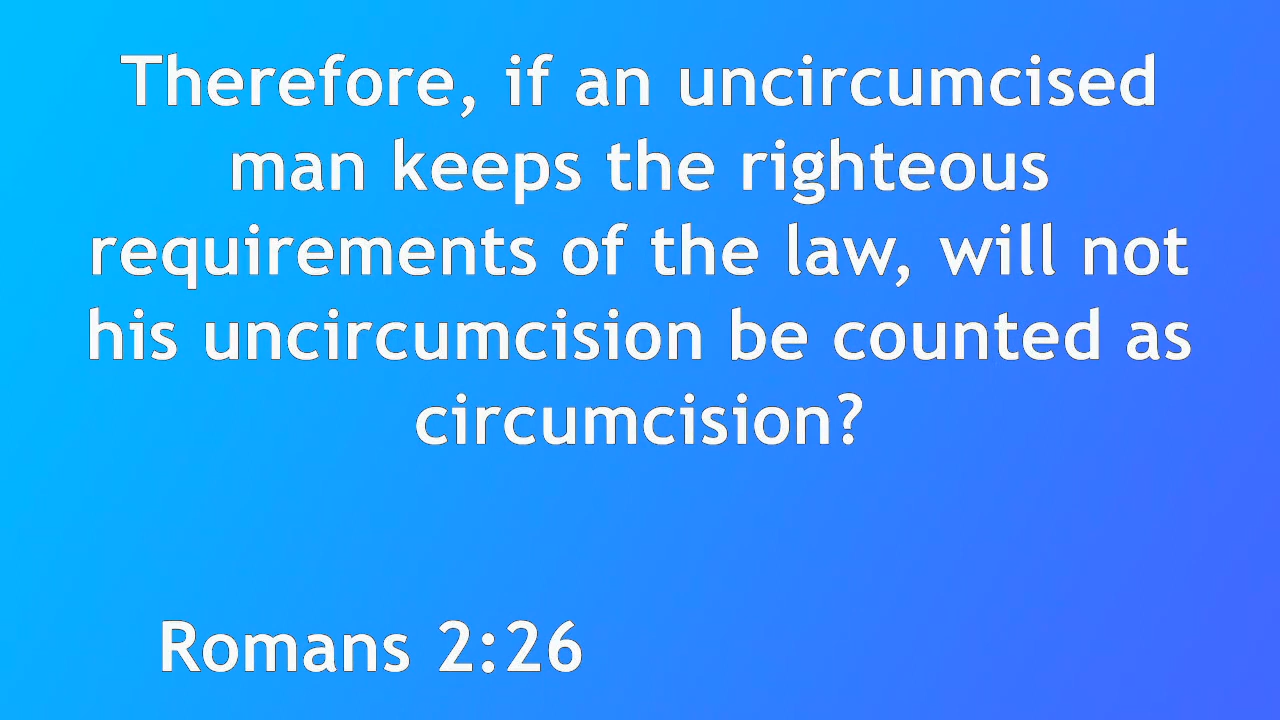 Therefore, if an uncircumcised
man keeps the righteous
requirements of the law, will not
his uncircumcision be counted as
circumcision?
Romans 2:26